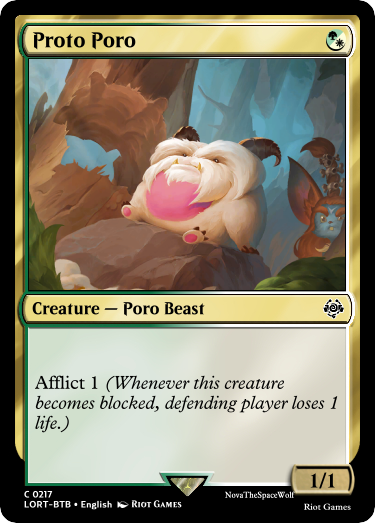 Proto Poro
Creature — Poro Beast
Afflict 1 (Whenever this creature
becomes blocked, defending player loses 1
life.)
1/1
C 0217
LORT-BTB • English Riot Games
NovaTheSpaceWolf
Riot Games